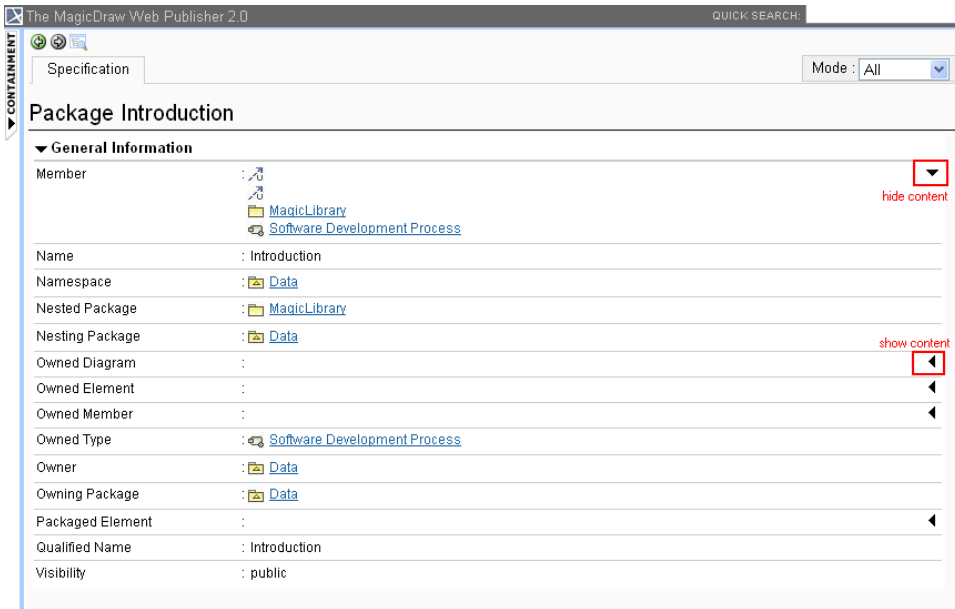 The MagicDraw Web Publisher 2.0 QUICK SEARCH:
CONTAINMENT
Specification Mode : All
Package Introduction
General Information
Member :
hide content
MagicLibrary
Software Development Process
Name : Introduction
Namespace : Data
Nested Package : MagicLibrary
Nesting Package : Data
show content
Owned Diagram :
Owned Element :
Owned Member :
Owned Type : Software Development Process
Owner : Data
Owning Package : Data
Packaged Element :
Qualified Name : Introduction
Visibility : public